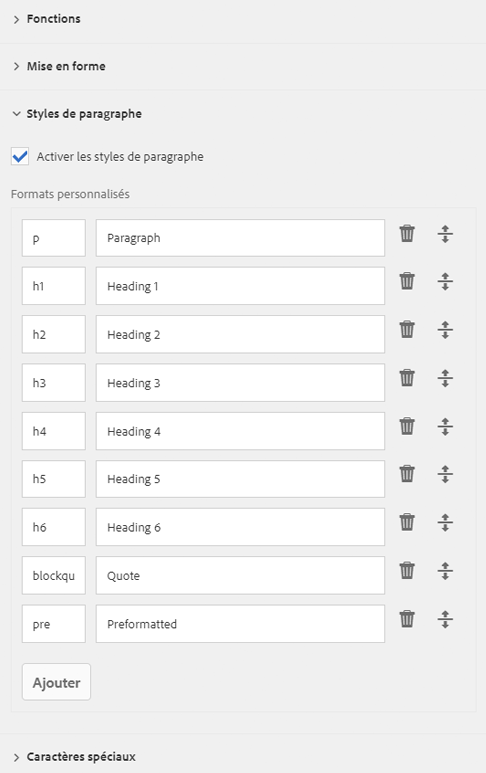 Fonctions
Mise en forme
Styles de paragraphe
Activer les styles de paragraphe
Formats personnalisés
p Paragraph
h1 Heading 1
h2 Heading 2
h3 Heading 3
h4 Heading 4
h5 Heading 5
h6 Heading 6
blockqu Quote
pre Preformatted
Ajouter
Caractères spéciaux